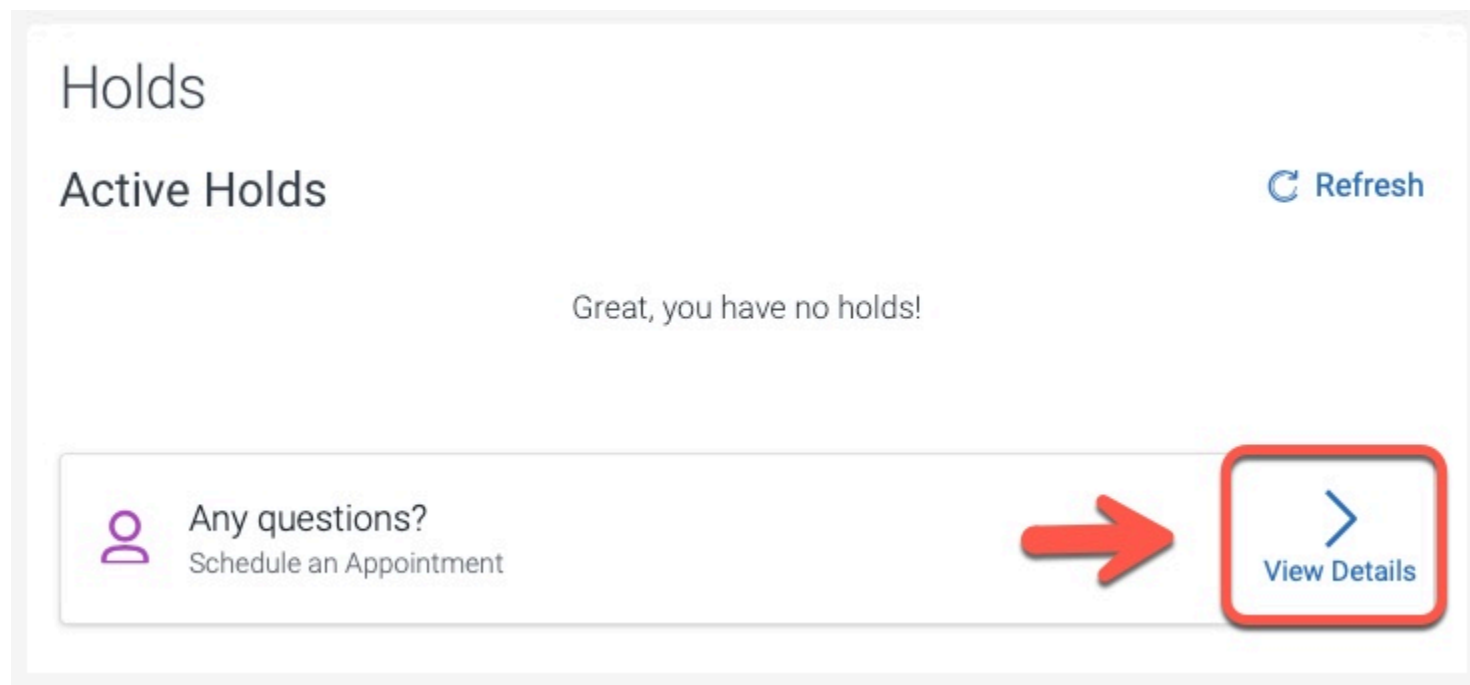 Holds
Active Holds
Refresh
Great, you have no holds!
Any questions?
Schedule an Appointment
View Details